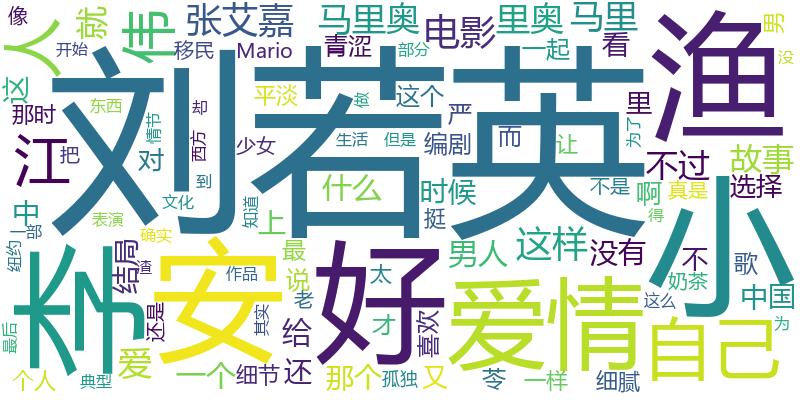 像
人
就
伟
张艾嘉
马里奥
里奥
马里
电影
移民
Mario
青涩
部分
一起
看
男
开始
没
这
那时
东西
却
西方
平淡
做
这个
严
里
渔
刘若英
把
情节
对
少女
生活
但是
编剧
而
让
为了
不过
故事
江
文化
到
什么
时候
不是
啊
真是
选择
中
表演
知道
上
挺
得
纽约
一部
结局
确实
渣
李
安
好
最
说
男人
这样
没有
不
歌
小
奶茶
中国
作品
其实
老
太
才
喜欢
爱情
这么
自己
为
最后
还是
给
爱
个人
典型
一个
细节
还
那个
孤独
又
苓
一样
细腻